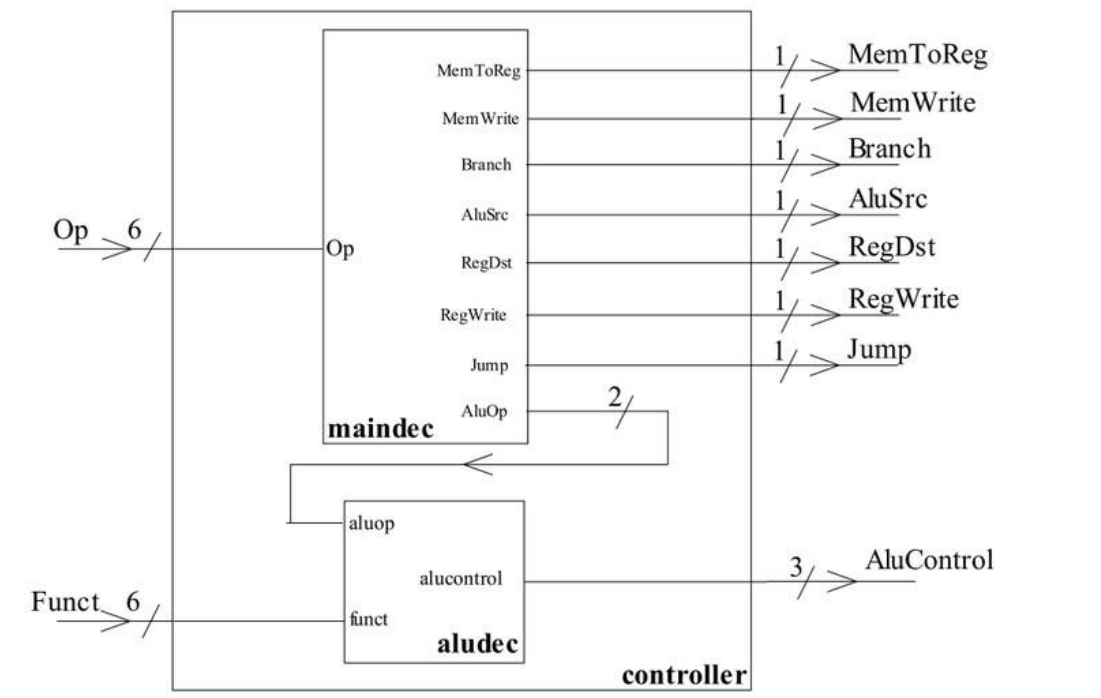 MemToReg 1 MemToReg
MemWrite 1 MemWrite
Branch 1 Branch
AluSrc 1 AluSrc
Op 6 Op
RegDst 1 RegDst
RegWrite 1 RegWrite
Jump 1 Jump
AluOp 2
maindec
aluop
alucontrol 3 AluControl
Funct 6 funct
aludec
controller